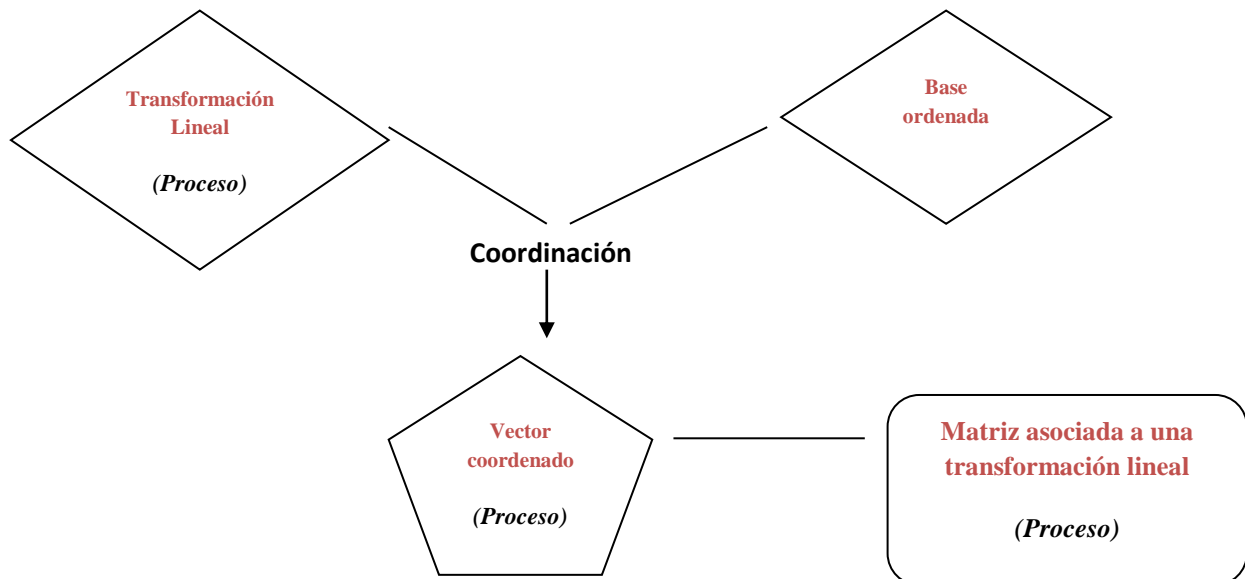 Transformación
Lineal
(Proceso)
Base
ordenada
Coordinación
Vector
coordenado
(Proceso)
Matriz asociada a una
transformación lineal
(Proceso)